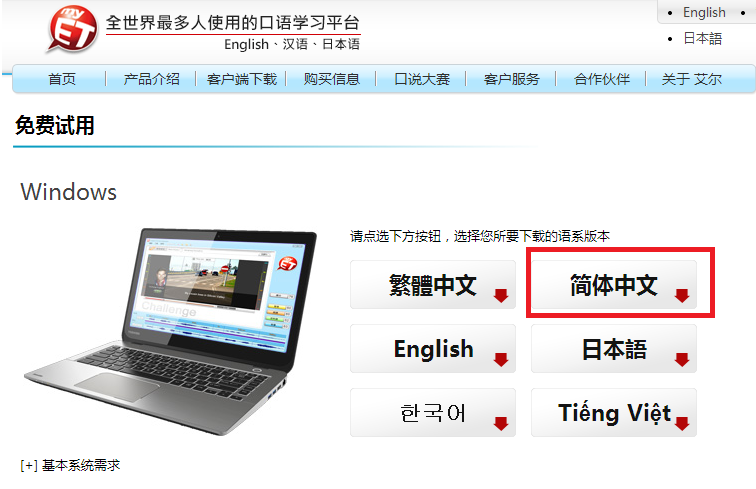 my
ET
全世界最多人使用的口语学习平台
English、汉语、日本语
English
日本語
首页
产品介绍
客户端下载
购买信息
口说大赛
客户服务
合作伙伴
关于 艾尔
免费试用
Windows
ET
Challenge
请点选下方按钮，选择您所要下载的语系版本
繁體中文
简体中文
English
日本語
한국어
Tiếng Việt
[+] 基本系统需求